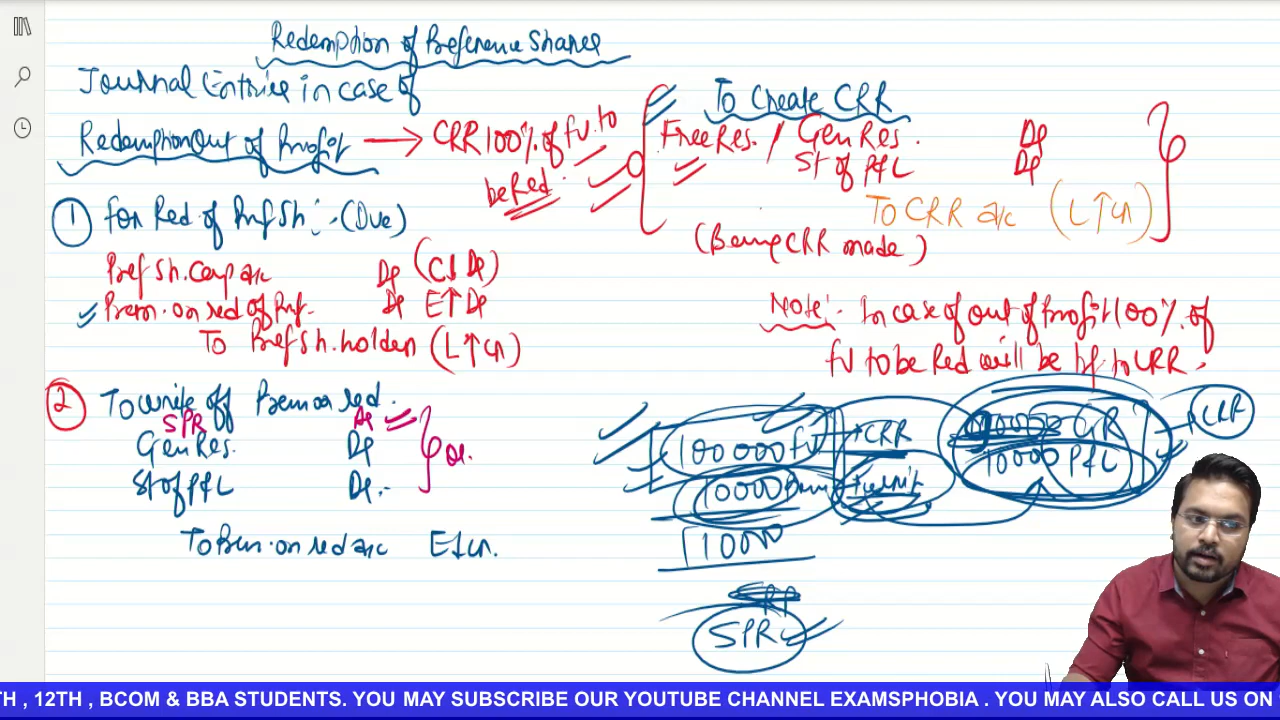 Redemption of Preference Shares
Journal Entries in case of
Redemption Out of Profit → CRR 100% of fv. to
be Red.
To Create CRR
Free Res. / Gen Res. Dr
St of P/L Dr
To CRR a/c (L↑ Cr)
(Being CRR made)
① for Red of Pref Sh :- (Due)
Pref Sh. Cap a/c Dr (C↓ Dr)
Prem. on red of Pref. Dr E↑ Dr
To Pref Sh. holders (L↑ Cr)
Note:- In case of out of Profit 100% of
fv to be Red will be tf to CRR.
② To write off Prem on red.
SPR Dr
Gen Res. Dr or.
St of P/L Dr.-
To Prem. on red a/c E↓ Cr.
100000 fv → CRR
10000 Prem
GR
10000 P/L
CRR
SPR
TH , 12TH , BCOM & BBA STUDENTS. YOU MAY SUBSCRIBE OUR YOUTUBE CHANNEL EXAMSPHOBIA . YOU MAY ALSO CALL US ON